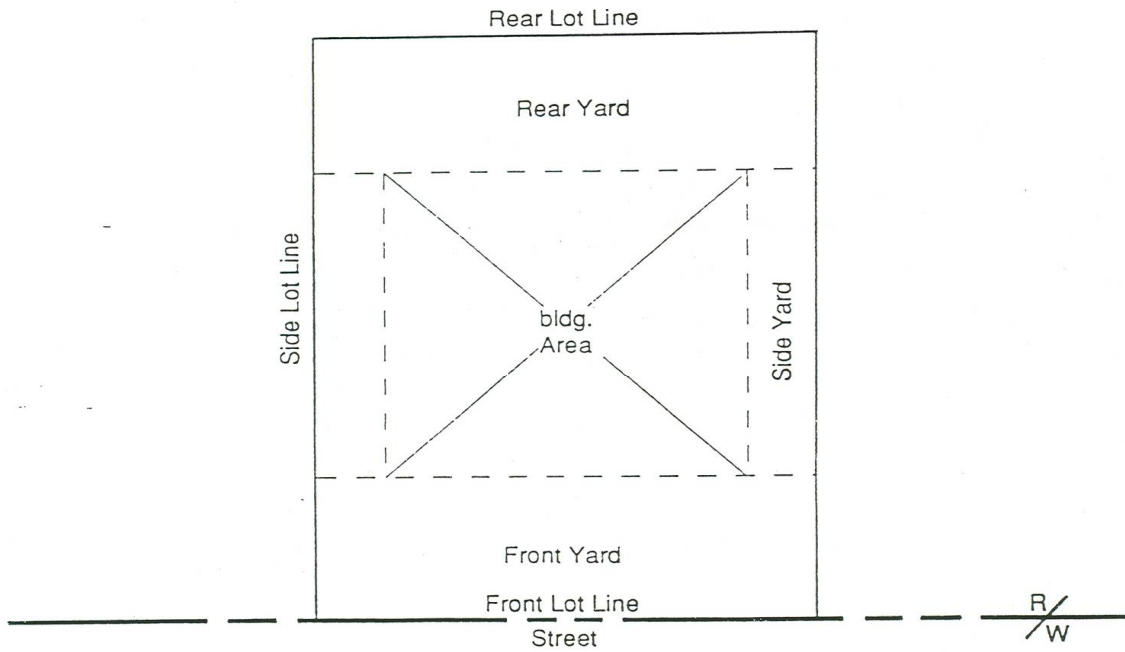 Rear Lot Line
Rear Yard
Side Lot Line
bldg.
Area
Side Yard
Front Yard
Front Lot Line
Street
R/W